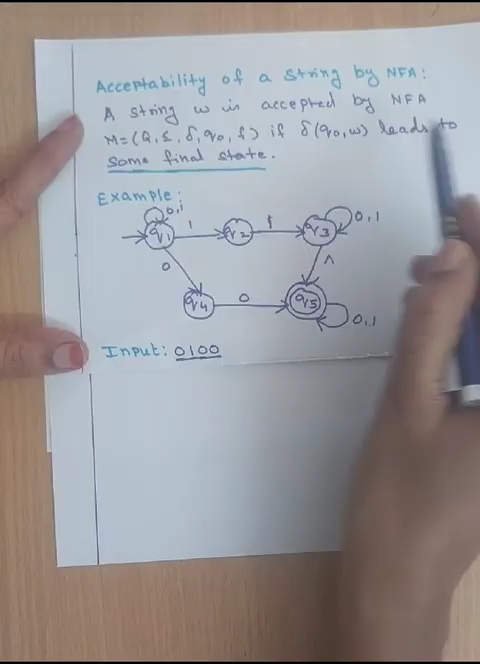 Acceptability of a string by NFA:
A string w is accepted by NFA
M=(Q,Σ,δ,q0,f) if δ(q0,w) leads to
some final state.
Example:
0,1
q1
1
q2
1
q3
0,1
0
^
q4
0
q5
0,1
Input: 0100